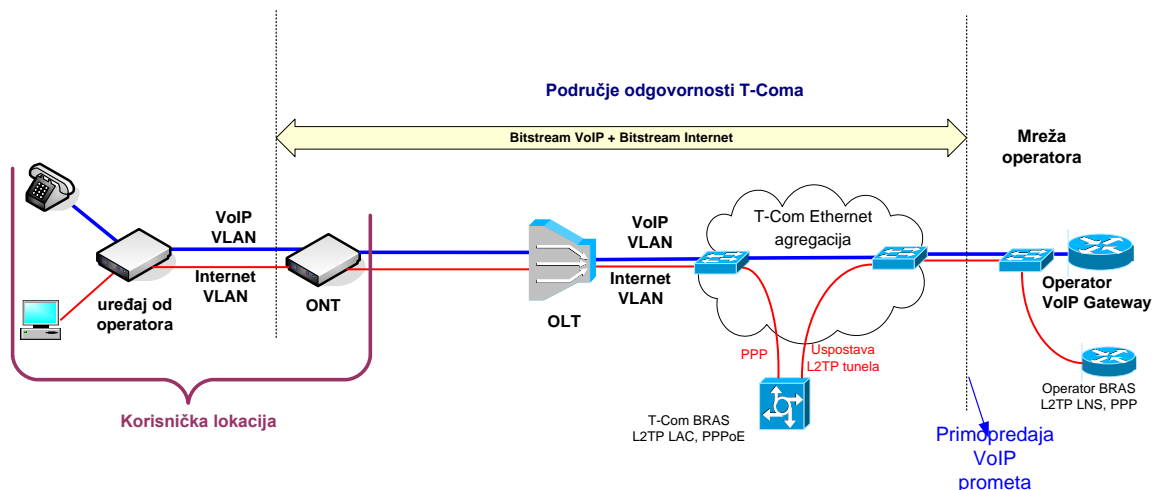 Područje odgovornosti T-Coma
Bitstream VoIP + Bitstream Internet
Mreža
operatora
VoIP
VLAN
Internet
VLAN
uređaj od
operatora
ONT
OLT
VoIP
VLAN
Internet
VLAN
T-Com Ethernet
agregacija
PPP
Uspostava
L2TP tunela
T-Com BRAS
L2TP LAC, PPPoE
Operator
VoIP Gateway
Operator BRAS
L2TP LNS, PPP
Korisnička lokacija
Primopredaja
VoIP
prometa